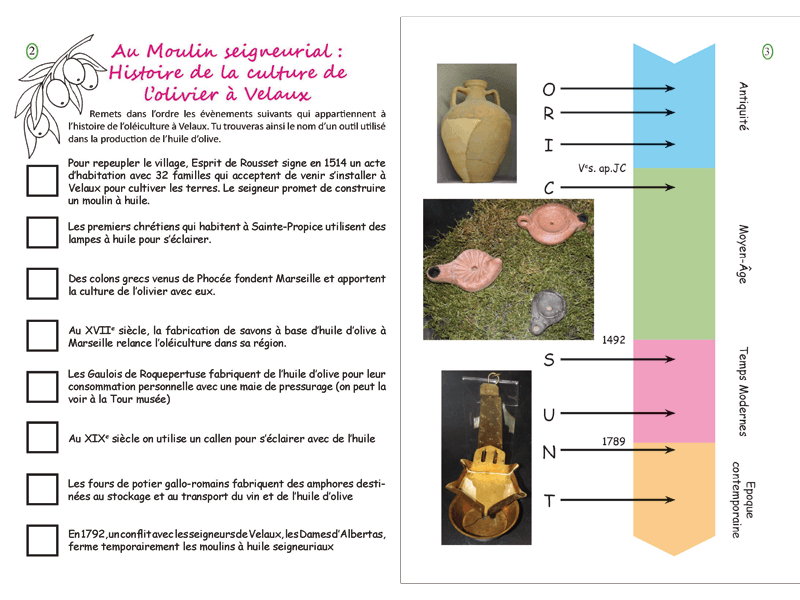 2
Au Moulin seigneurial :
Histoire de la culture de
l'olivier à Velaux
Remets dans l'ordre les évènements suivants qui appartiennent à
l'histoire de l'oléiculture à Velaux. Tu trouveras ainsi le nom d'un outil utilisé
dans la production de l'huile d'olive.
Pour repeupler le village, Esprit de Rousset signe en 1514 un acte
d'habitation avec 32 familles qui acceptent de venir s'installer à
Velaux pour cultiver les terres. Le seigneur promet de construire
un moulin à huile.
Les premiers chrétiens qui habitent à Sainte-Propice utilisent des
lampes à huile pour s'éclairer.
Des colons grecs venus de Phocée fondent Marseille et apportent
la culture de l'olivier avec eux.
Au XVIIe siècle, la fabrication de savons à base d'huile d'olive à
Marseille relance l'oléiculture dans sa région.
Les Gaulois de Roquepertuse fabriquent de l'huile d'olive pour leur
consommation personnelle avec une maie de pressurage (on peut la
voir à la Tour musée)
Au XIXe siècle on utilise un callen pour s'éclairer avec de l'huile
Les fours de potier gallo-romains fabriquent des amphores desti-
nées au stockage et au transport du vin et de l'huile d'olive
En 1792, un conflit avec les seigneurs de Velaux, les Dames d'Albertas,
ferme temporairement les moulins à huile seigneuriaux
3
O
R
I
Ves. ap.JC
C
1492
S
U
1789
N
T
Antiquité
Moyen-Âge
Temps Modernes
Epoque
contemporaine